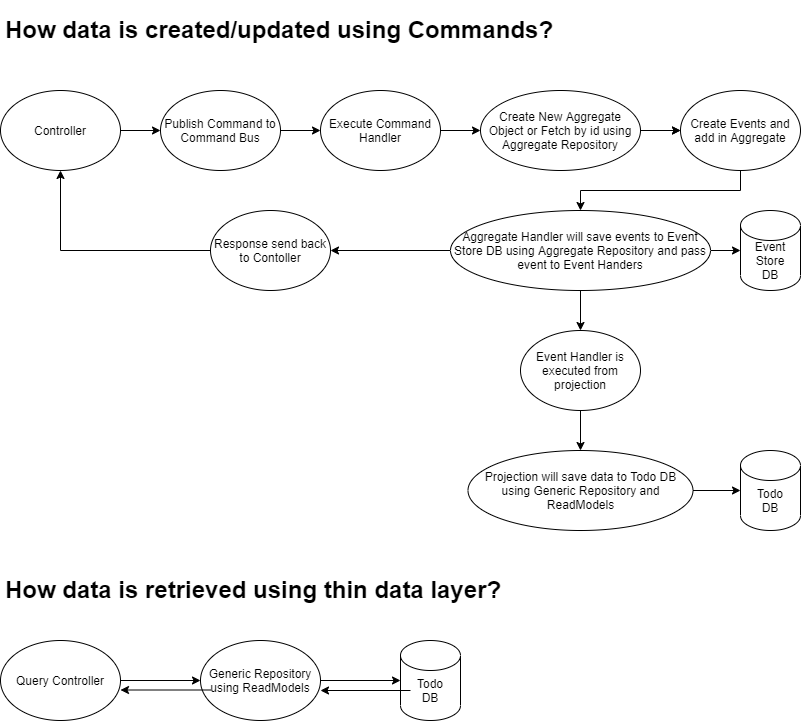 How data is created/updated using Commands?
Controller
Publish Command to
Command Bus
Execute Command
Handler
Create New Aggregate
Object or Fetch by id using
Aggregate Repository
Create Events and
add in Aggregate
Response send back
to Contoller
Aggregate Handler will save events to Event
Store DB using Aggregate Repository and pass
event to Event Handers
Event
Store
DB
Event Handler is
executed from
projection
Projection will save data to Todo DB
using Generic Repository and
ReadModels
Todo
DB
How data is retrieved using thin data layer?
Query Controller
Generic Repository
using ReadModels
Todo
DB